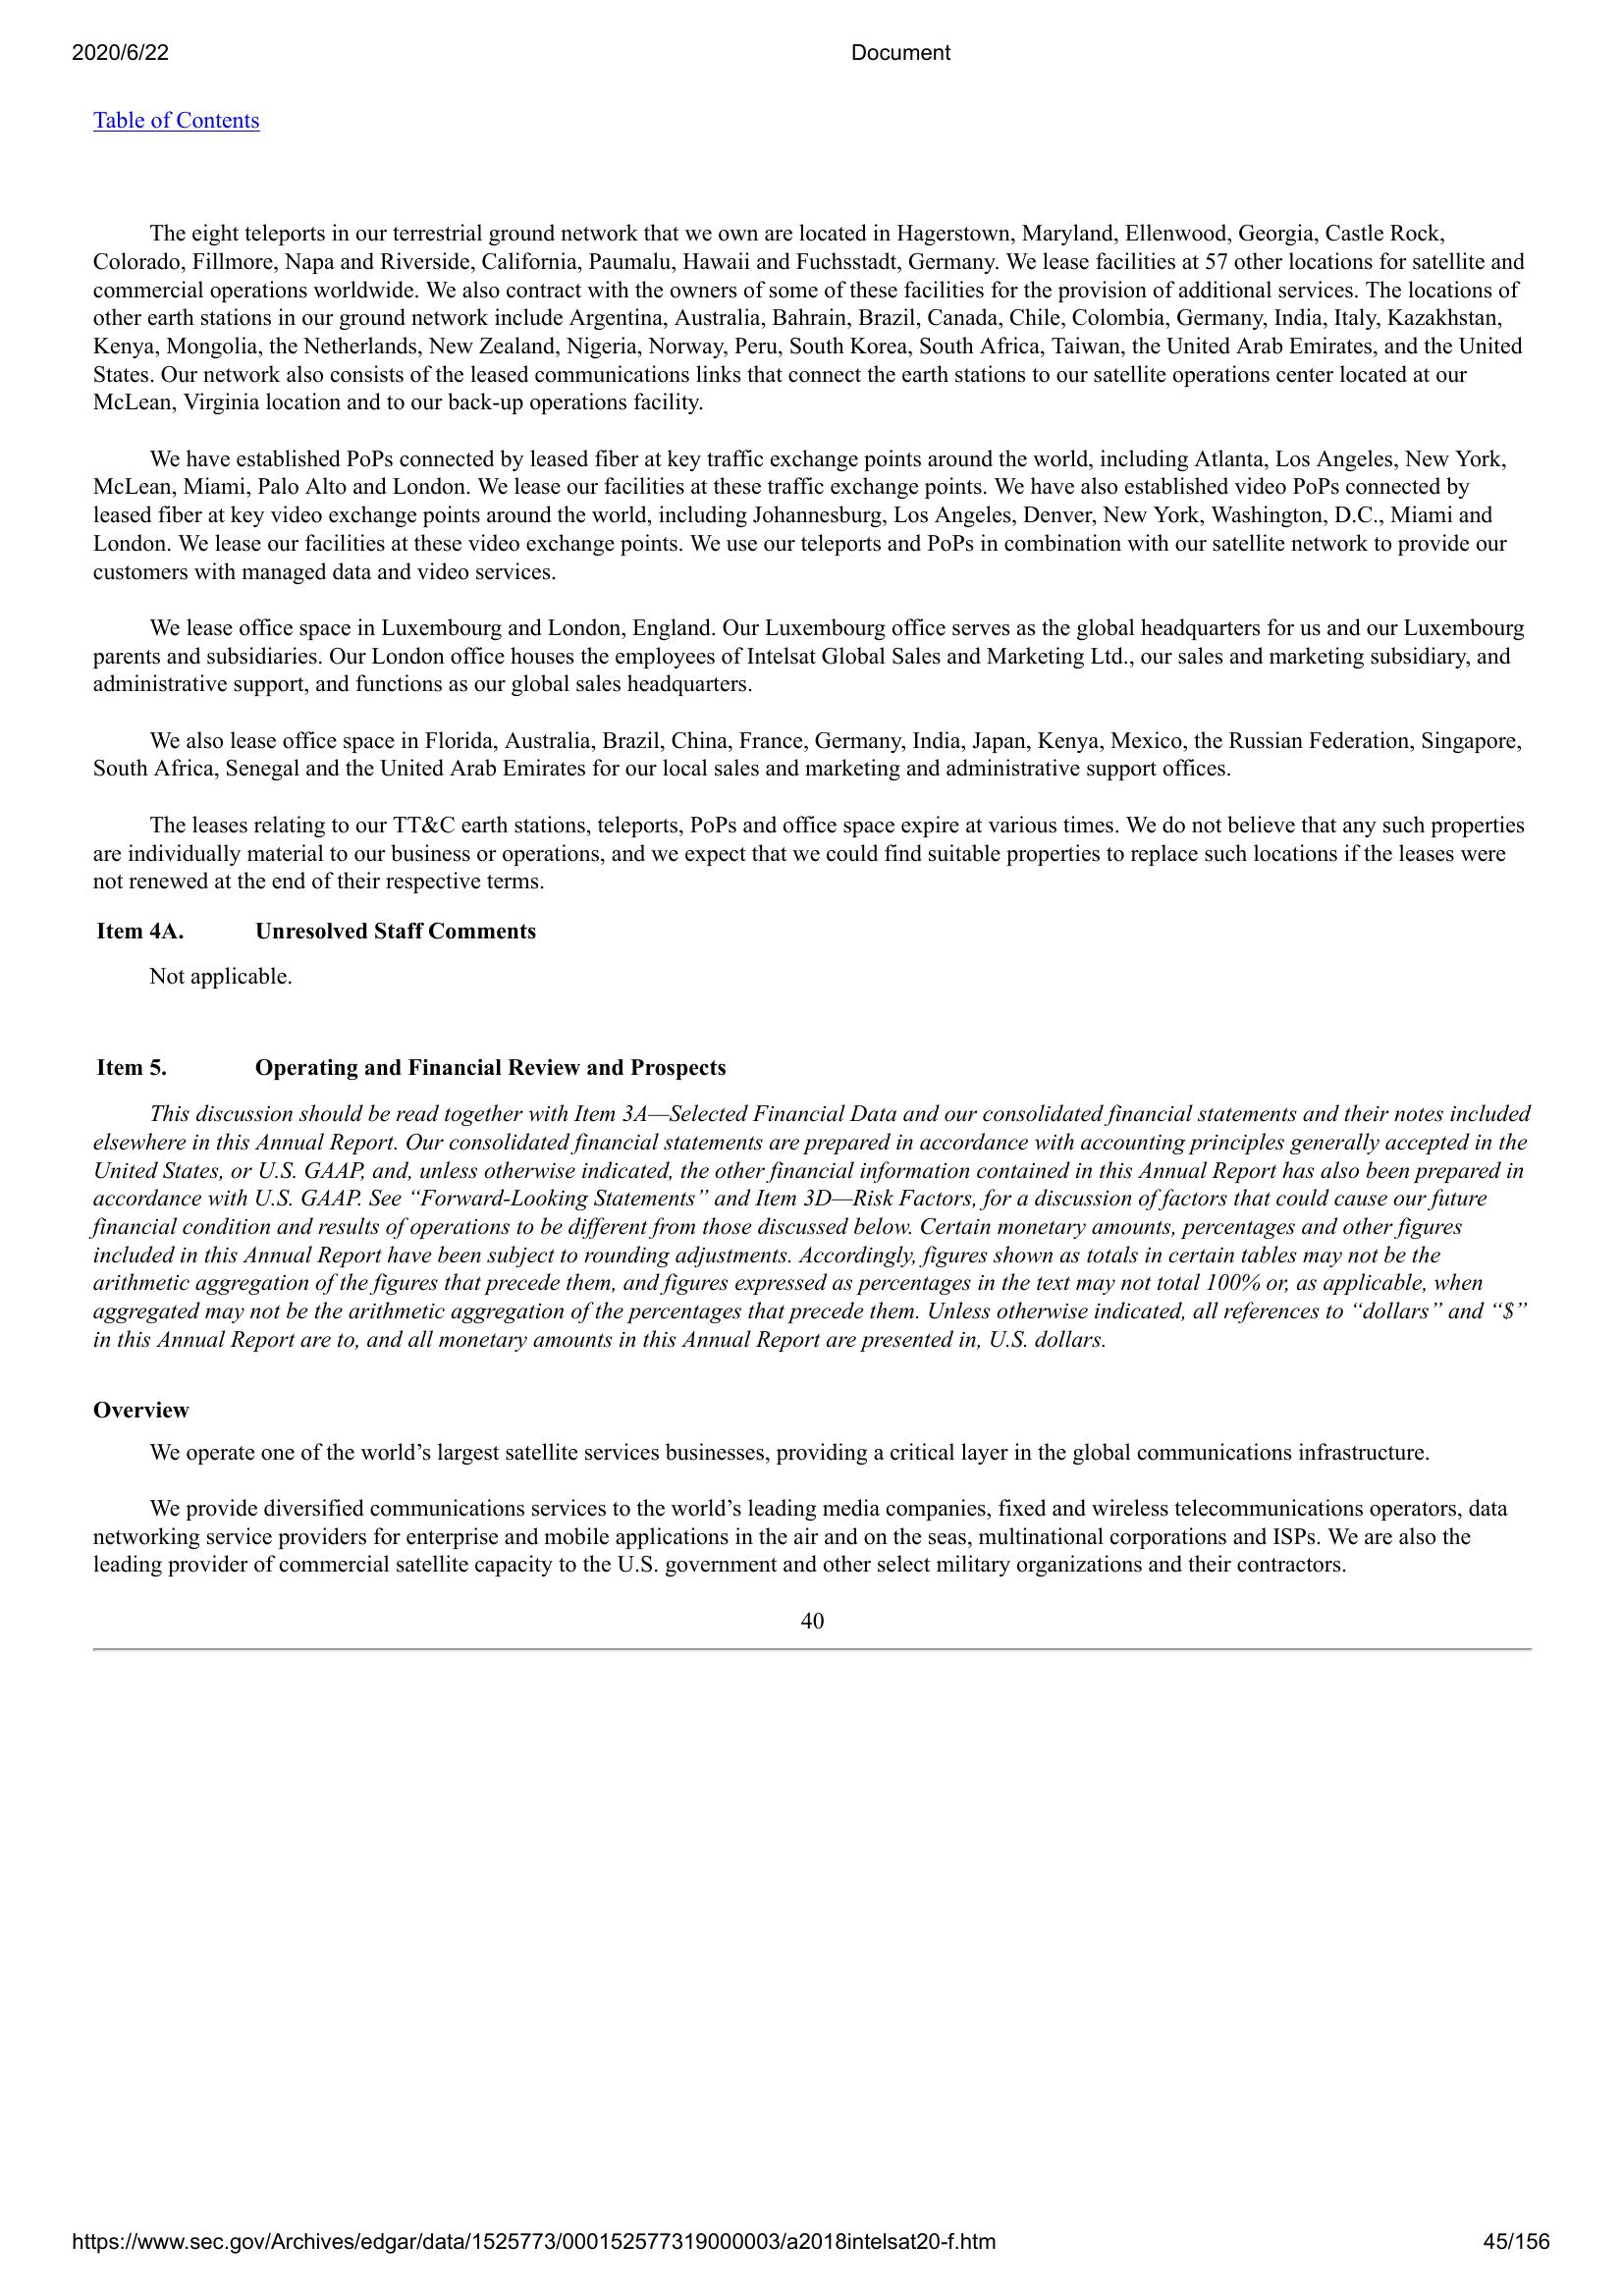 2020/6/22 Document
Table of Contents
The eight teleports in our terrestrial ground network that we own are located in Hagerstown, Maryland, Ellenwood, Georgia, Castle Rock,
Colorado, Fillmore, Napa and Riverside, California, Paumalu, Hawaii and Fuchsstadt, Germany. We lease facilities at 57 other locations for satellite and
commercial operations worldwide. We also contract with the owners of some of these facilities for the provision of additional services. The locations of
other earth stations in our ground network include Argentina, Australia, Bahrain, Brazil, Canada, Chile, Colombia, Germany, India, Italy, Kazakhstan,
Kenya, Mongolia, the Netherlands, New Zealand, Nigeria, Norway, Peru, South Korea, South Africa, Taiwan, the United Arab Emirates, and the United
States. Our network also consists of the leased communications links that connect the earth stations to our satellite operations center located at our
McLean, Virginia location and to our back-up operations facility.
We have established PoPs connected by leased fiber at key traffic exchange points around the world, including Atlanta, Los Angeles, New York,
McLean, Miami, Palo Alto and London. We lease our facilities at these traffic exchange points. We have also established video PoPs connected by
leased fiber at key video exchange points around the world, including Johannesburg, Los Angeles, Denver, New York, Washington, D.C., Miami and
London. We lease our facilities at these video exchange points. We use our teleports and PoPs in combination with our satellite network to provide our
customers with managed data and video services.
We lease office space in Luxembourg and London, England. Our Luxembourg office serves as the global headquarters for us and our Luxembourg
parents and subsidiaries. Our London office houses the employees of Intelsat Global Sales and Marketing Ltd., our sales and marketing subsidiary, and
administrative support, and functions as our global sales headquarters.
We also lease office space in Florida, Australia, Brazil, China, France, Germany, India, Japan, Kenya, Mexico, the Russian Federation, Singapore,
South Africa, Senegal and the United Arab Emirates for our local sales and marketing and administrative support offices.
The leases relating to our TT&C earth stations, teleports, PoPs and office space expire at various times. We do not believe that any such properties
are individually material to our business or operations, and we expect that we could find suitable properties to replace such locations if the leases were
not renewed at the end of their respective terms.
Item 4A. Unresolved Staff Comments
Not applicable.
Item 5. Operating and Financial Review and Prospects
This discussion should be read together with Item 3A—Selected Financial Data and our consolidated financial statements and their notes included
elsewhere in this Annual Report. Our consolidated financial statements are prepared in accordance with accounting principles generally accepted in the
United States, or U.S. GAAP, and, unless otherwise indicated, the other financial information contained in this Annual Report has also been prepared in
accordance with U.S. GAAP. See “Forward-Looking Statements” and Item 3D—Risk Factors, for a discussion of factors that could cause our future
financial condition and results of operations to be different from those discussed below. Certain monetary amounts, percentages and other figures
included in this Annual Report have been subject to rounding adjustments. Accordingly, figures shown as totals in certain tables may not be the
arithmetic aggregation of the figures that precede them, and figures expressed as percentages in the text may not total 100% or, as applicable, when
aggregated may not be the arithmetic aggregation of the percentages that precede them. Unless otherwise indicated, all references to “dollars” and “$”
in this Annual Report are to, and all monetary amounts in this Annual Report are presented in, U.S. dollars.
Overview
We operate one of the world’s largest satellite services businesses, providing a critical layer in the global communications infrastructure.
We provide diversified communications services to the world’s leading media companies, fixed and wireless telecommunications operators, data
networking service providers for enterprise and mobile applications in the air and on the seas, multinational corporations and ISPs. We are also the
leading provider of commercial satellite capacity to the U.S. government and other select military organizations and their contractors.
40
https://www.sec.gov/Archives/edgar/data/1525773/000152577319000003/a2018intelsat20-f.htm 45/156